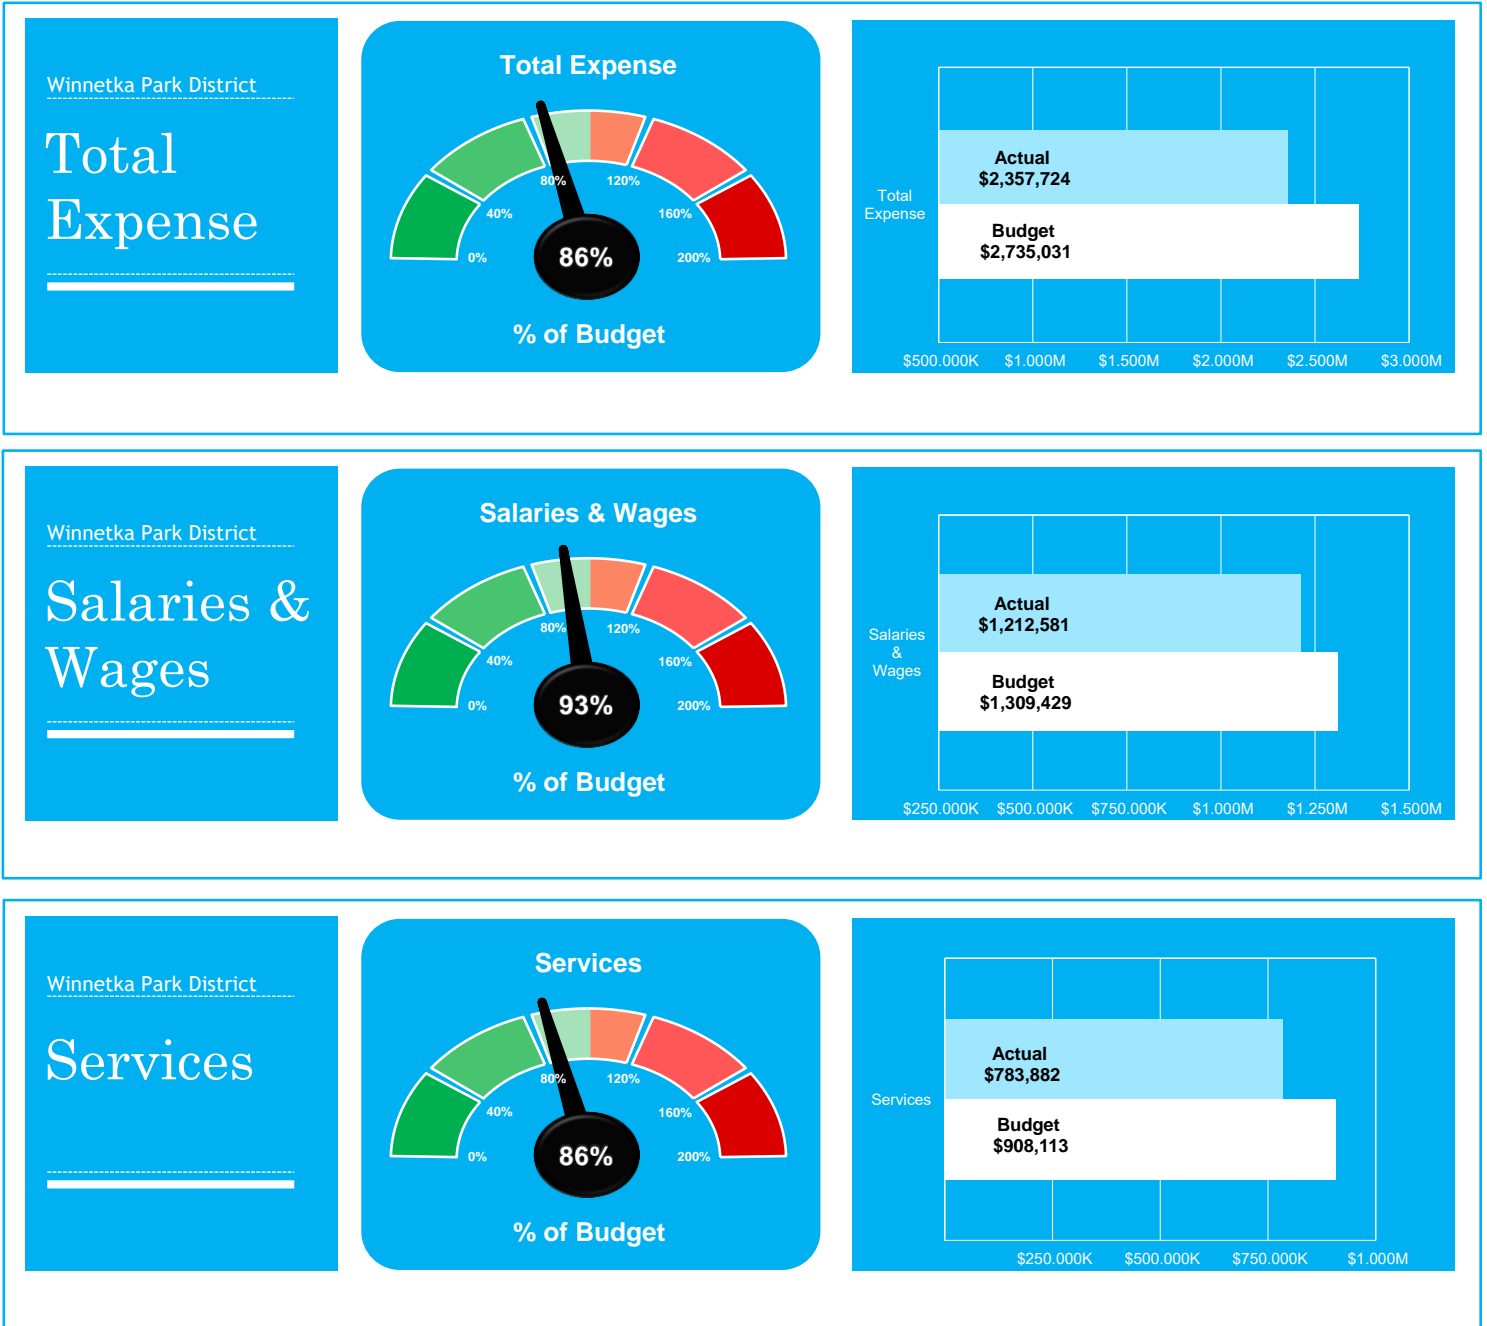 Winnetka Park District
Total
Expense
Total Expense
80%
120%
40%
160%
0%
200%
86%
% of Budget
Actual
$2,357,724
Total
Expense
Budget
$2,735,031
$500.000K $1.000M $1.500M $2.000M $2.500M $3.000M
Winnetka Park District
Salaries &
Wages
Salaries & Wages
80%
120%
40%
160%
0%
200%
93%
% of Budget
Actual
$1,212,581
Salaries
&
Wages
Budget
$1,309,429
$250.000K $500.000K $750.000K $1.000M $1.250M $1.500M
Winnetka Park District
Services
Services
80%
120%
40%
160%
0%
200%
86%
% of Budget
Actual
$783,882
Services
Budget
$908,113
$250.000K $500.000K $750.000K $1.000M